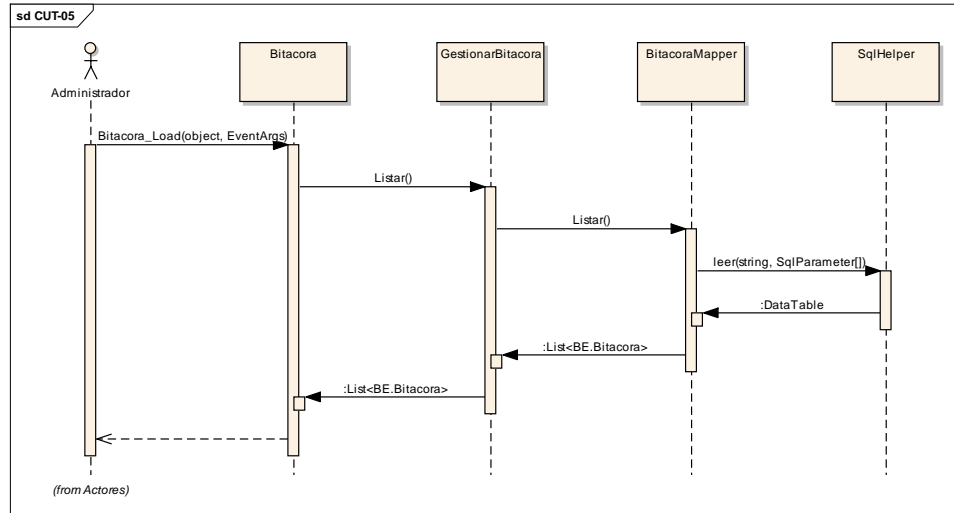 sd CUT-05
Administrador
Bitacora
GestionarBitacora
BitacoraMapper
SqlHelper
Bitacora_Load(object, EventArgs)
Listar()
Listar()
leer(string, SqlParameter[])
:DataTable
:List<BE.Bitacora>
:List<BE.Bitacora>
(from Actores)